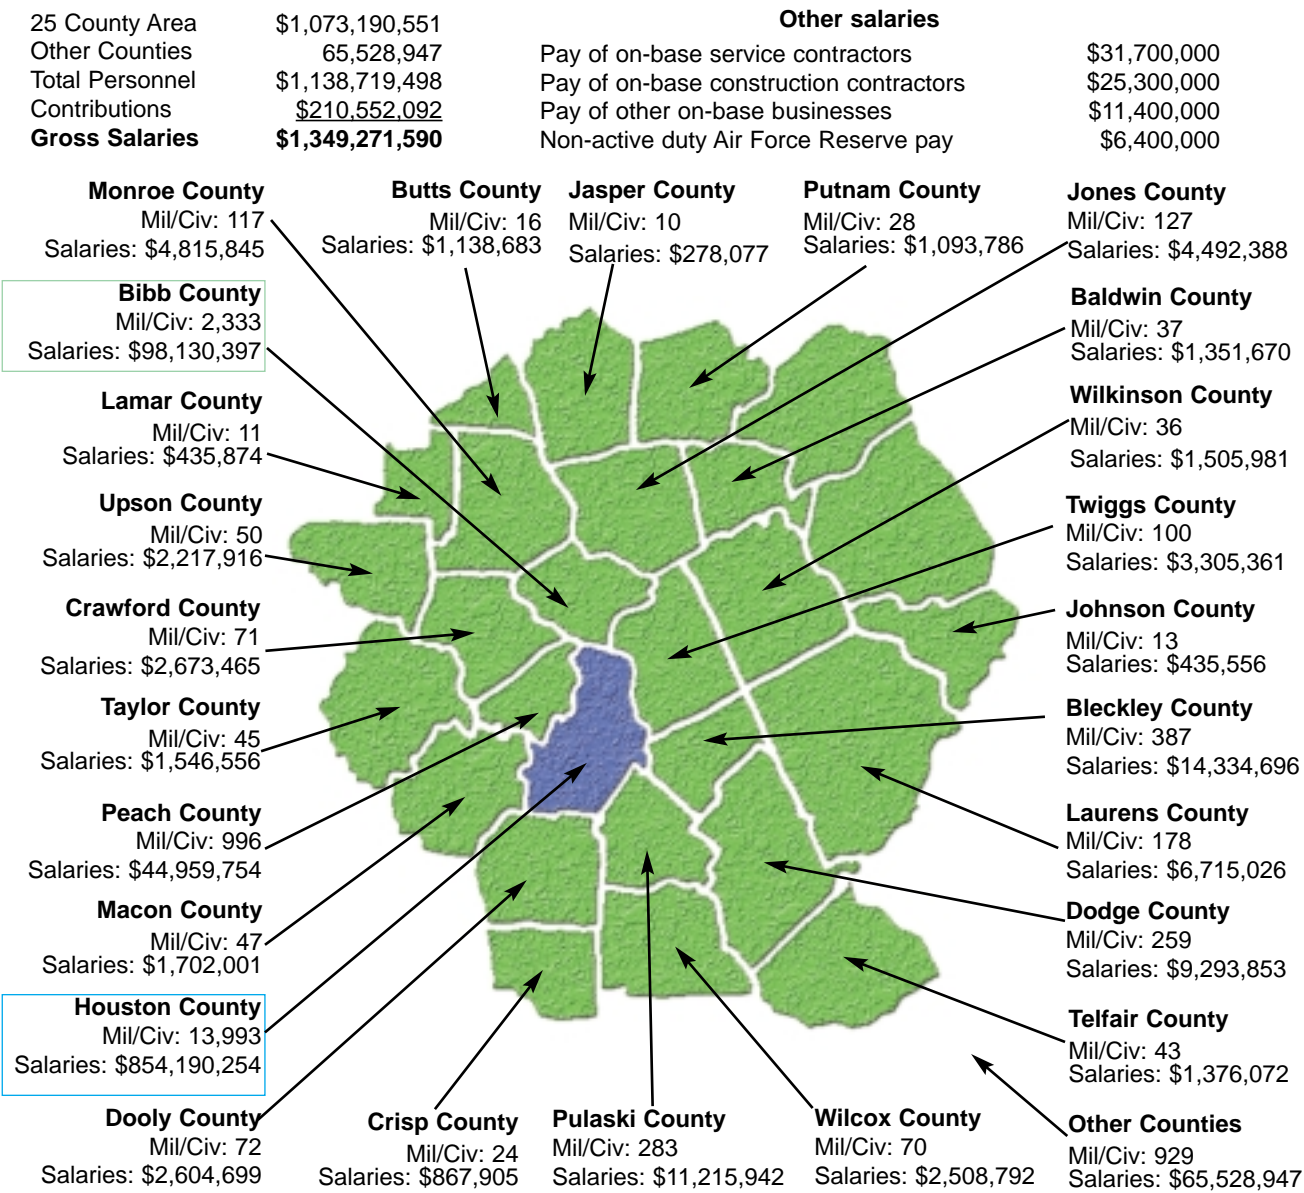 25 County Area $1,073,190,551
Other Counties 65,528,947
Total Personnel $1,138,719,498
Contributions $210,552,092
Gross Salaries $1,349,271,590
Other salaries
Pay of on-base service contractors $31,700,000
Pay of on-base construction contractors $25,300,000
Pay of other on-base businesses $11,400,000
Non-active duty Air Force Reserve pay $6,400,000
Monroe County
Mil/Civ: 117
Salaries: $4,815,845
Butts County
Mil/Civ: 16
Salaries: $1,138,683
Jasper County
Mil/Civ: 10
Salaries: $278,077
Putnam County
Mil/Civ: 28
Salaries: $1,093,786
Jones County
Mil/Civ: 127
Salaries: $4,492,388
Bibb County
Mil/Civ: 2,333
Salaries: $98,130,397
Baldwin County
Mil/Civ: 37
Salaries: $1,351,670
Lamar County
Mil/Civ: 11
Salaries: $435,874
Wilkinson County
Mil/Civ: 36
Salaries: $1,505,981
Upson County
Mil/Civ: 50
Salaries: $2,217,916
Twiggs County
Mil/Civ: 100
Salaries: $3,305,361
Crawford County
Mil/Civ: 71
Salaries: $2,673,465
Johnson County
Mil/Civ: 13
Salaries: $435,556
Taylor County
Mil/Civ: 45
Salaries: $1,546,556
Bleckley County
Mil/Civ: 387
Salaries: $14,334,696
Peach County
Mil/Civ: 996
Salaries: $44,959,754
Laurens County
Mil/Civ: 178
Salaries: $6,715,026
Macon County
Mil/Civ: 47
Salaries: $1,702,001
Dodge County
Mil/Civ: 259
Salaries: $9,293,853
Houston County
Mil/Civ: 13,993
Salaries: $854,190,254
Telfair County
Mil/Civ: 43
Salaries: $1,376,072
Dooly County
Mil/Civ: 72
Salaries: $2,604,699
Crisp County
Mil/Civ: 24
Salaries: $867,905
Pulaski County
Mil/Civ: 283
Salaries: $11,215,942
Wilcox County
Mil/Civ: 70
Salaries: $2,508,792
Other Counties
Mil/Civ: 929
Salaries: $65,528,947